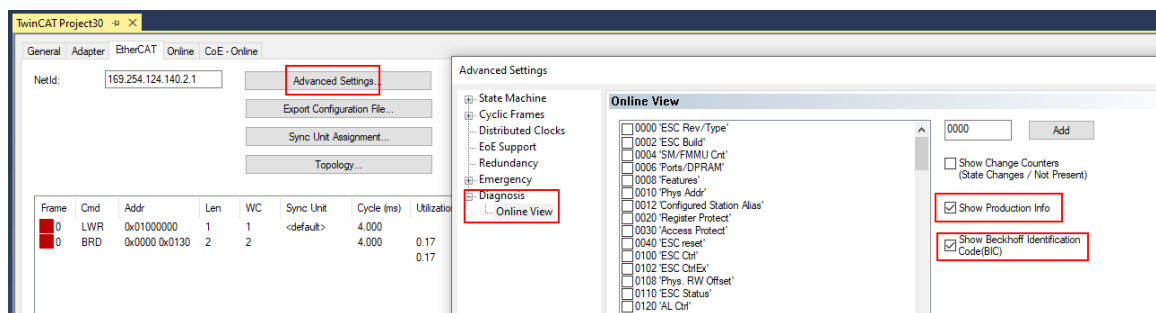 TwinCAT Project30
General Adapter EtherCAT Online CoE - Online
NetId: 169.254.124.140.2.1
Advanced Settings...
Export Configuration File...
Sync Unit Assignment...
Topology...
Frame Cmd Addr Len WC Sync Unit Cycle (ms) Utilizatio
0 LWR 0x01000000 1 1 <default> 4.000
0 BRD 0x0000 0x0130 2 2 4.000 0.17
0.17
Advanced Settings
State Machine
Cyclic Frames
Distributed Clocks
EoE Support
Redundancy
Emergency
Diagnosis
Online View
Online View
0000 'ESC Rev/Type'
0002 'ESC Build'
0004 'SM/FMMU Cnt'
0006 'Ports/DPRAM'
0008 'Features'
0010 'Phys Addr'
0012 'Configured Station Alias'
0020 'Register Protect'
0030 'Access Protect'
0040 'ESC reset'
0100 'ESC Ctrl'
0102 'ESC CtrlEx'
0108 'Phys. RW Offset'
0110 'ESC Status'
0120 'AL Ctrl'
0000 Add
Show Change Counters
(State Changes / Not Present)
Show Production Info
Show Beckhoff Identification
Code(BIC)